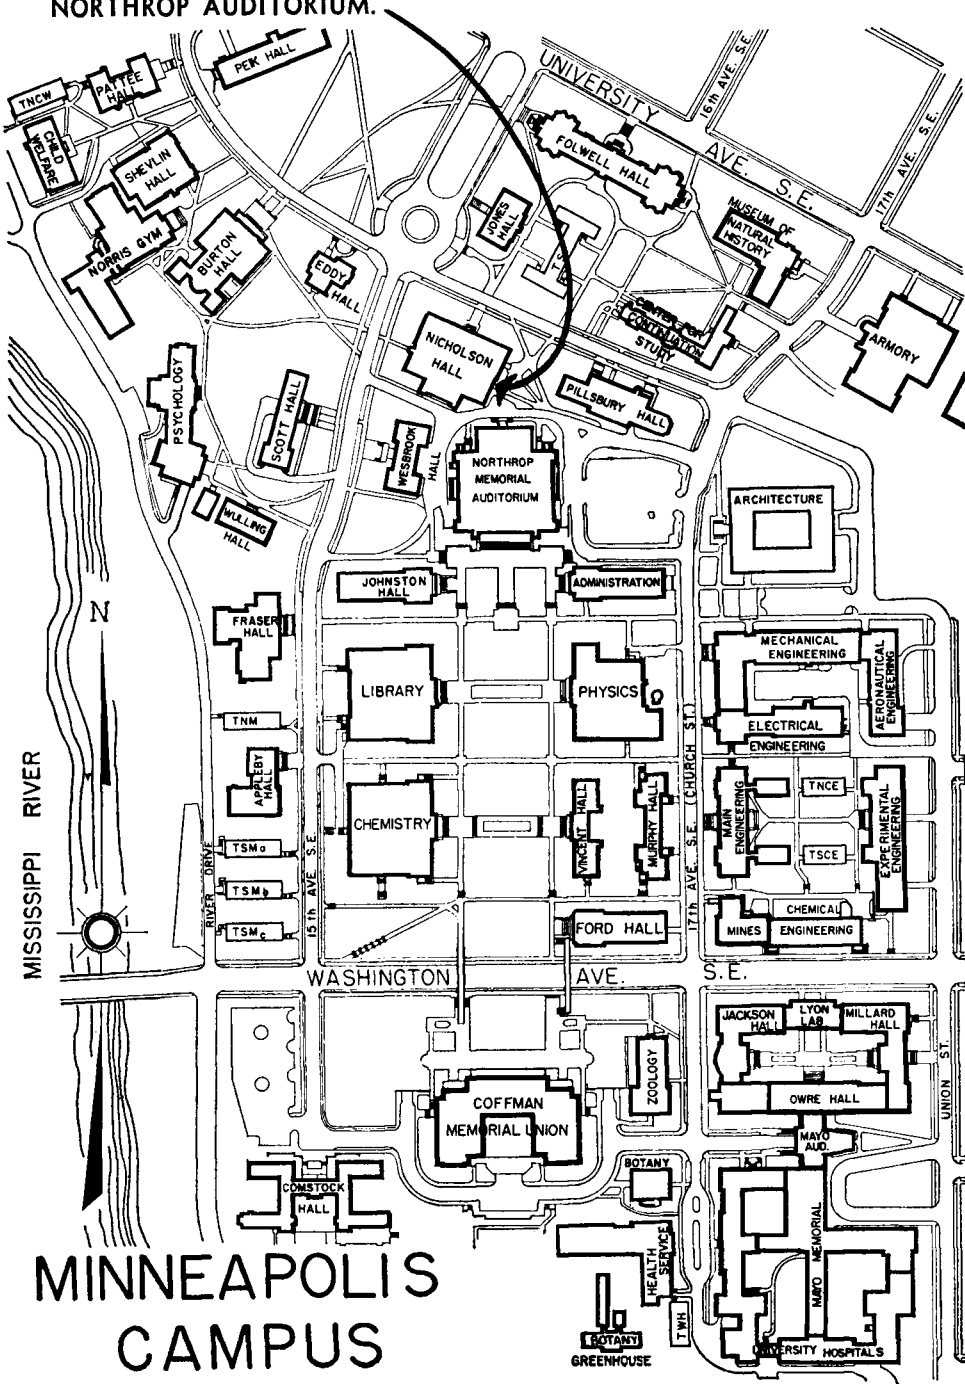 NORTHROP AUDITORIUM.
PEIK HALL
TNCW
PATTEE
HALL
CHILD
WELFARE
SHEVLIN
HALL
NORRIS GYM
BURTON
HALL
EDDY
HALL
JONES
HALL
UNIVERSITY AVE. S.E.
16th AVE. S.E.
17th AVE. S.E.
FOLWELL HALL
MUSEUM OF
NATURAL
HISTORY
CENTER FOR
CONTINUATION
STUDY
ARMORY
NICHOLSON
HALL
PILLSBURY HALL
PSYCHOLOGY
SCOTT HALL
WESBROOK
HALL
WULLING
HALL
NORTHROP
MEMORIAL
AUDITORIUM
ARCHITECTURE
JOHNSTON
HALL
ADMINISTRATION
N
FRASER
HALL
LIBRARY
PHYSICS
MECHANICAL
ENGINEERING
AERONAUTICAL
ENGINEERING
ELECTRICAL
ENGINEERING
TNM
APPLEBY
HALL
CHEMISTRY
VINCENT HALL
MURPHY HALL
17th AVE. S.E. (CHURCH ST.)
MAIN
ENGINEERING
TNCE
TSCE
EXPERIMENTAL
ENGINEERING
MISSISSIPPI RIVER
RIVER DRIVE
15th AVE. S.E.
TSMa
TSMb
TSMc
FORD HALL
MINES
CHEMICAL
ENGINEERING
WASHINGTON AVE. S.E.
JACKSON
HALL
LYON
LAB
MILLARD
HALL
OWRE HALL
UNION ST.
ZOOLOGY
COFFMAN
MEMORIAL UNION
MAYO
AUD.
BOTANY
COMSTOCK
HALL
HEALTH
SERVICE
MAYO MEMORIAL
TWH
BOTANY
GREENHOUSE
UNIVERSITY HOSPITALS
MINNEAPOLIS
CAMPUS